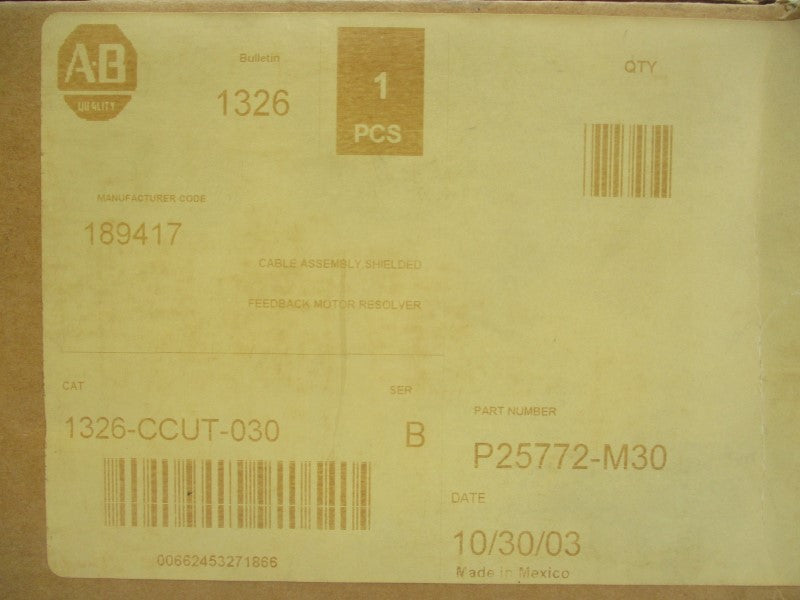 A-B
QUALITY
Bulletin
1326
1
PCS
QTY
MANUFACTURER CODE
189417
CABLE ASSEMBLY SHIELDED
FEEDBACK MOTOR RESOLVER
CAT
SER
1326-CCUT-030
B
00662453271866
PART NUMBER
P25772-M30
DATE
10/30/03
Made in Mexico